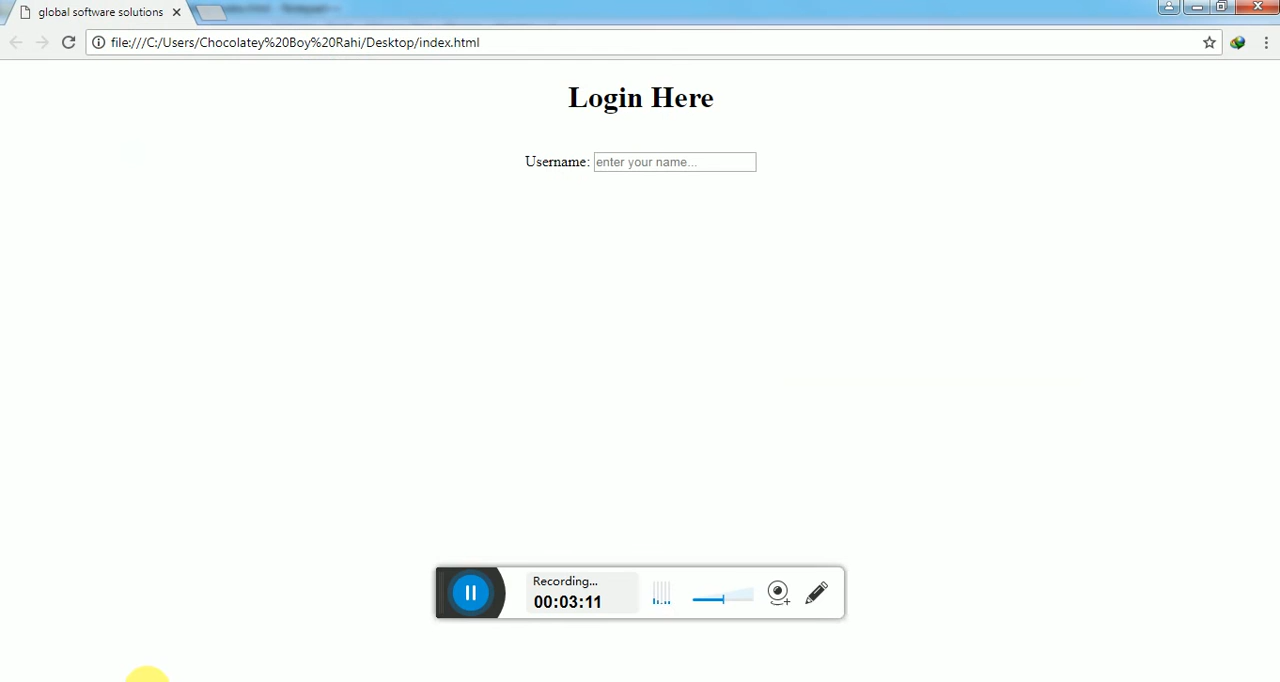 global software solutions
file:///C:/Users/Chocolatey%20Boy%20Rahi/Desktop/index.html
Login Here
Username: enter your name...
Recording...
00:03:11